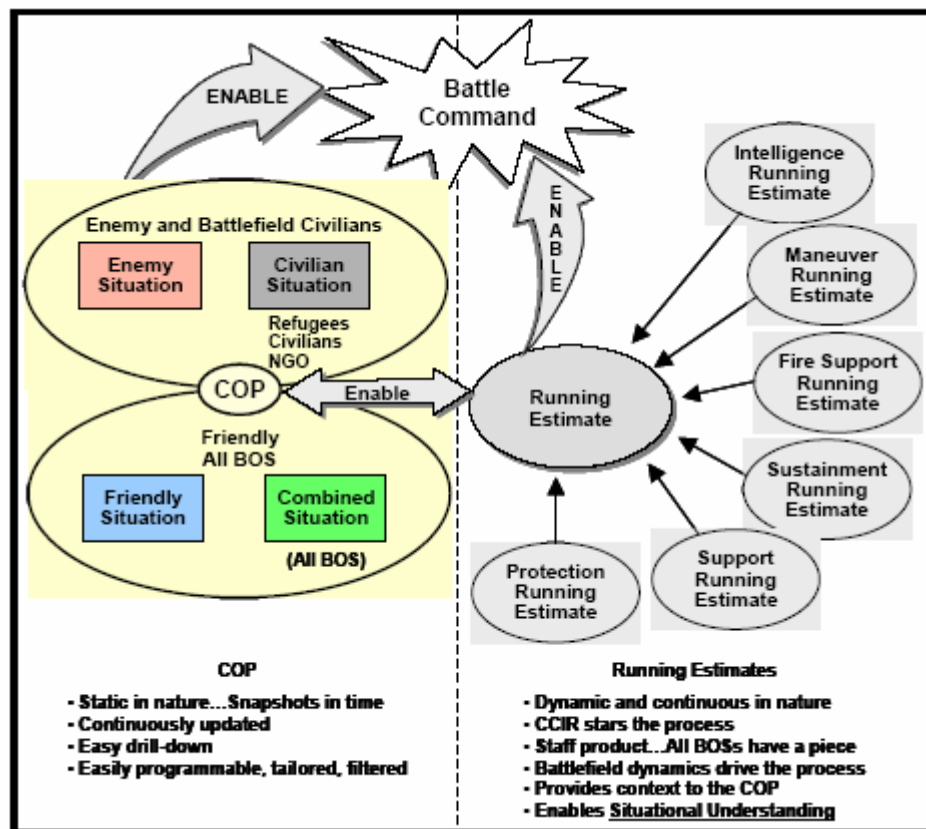 Battle
Command
ENABLE
ENABLE
Enemy and Battlefield Civilians
Enemy
Situation
Civilian
Situation
Refugees
Civilians
NGO
COP
Enable
Friendly
All BOS
Friendly
Situation
Combined
Situation
(All BOS)
Intelligence
Running
Estimate
Maneuver
Running
Estimate
Fire Support
Running
Estimate
Sustainment
Running
Estimate
Support
Running
Estimate
Protection
Running
Estimate
Running
Estimate
COP
- Static in nature...Snapshots in time
- Continuously updated
- Easy drill-down
- Easily programmable, tailored, filtered
Running Estimates
- Dynamic and continuous in nature
- CCIR stars the process
- Staff product...All BOSs have a piece
- Battlefield dynamics drive the process
- Provides context to the COP
- Enables Situational Understanding